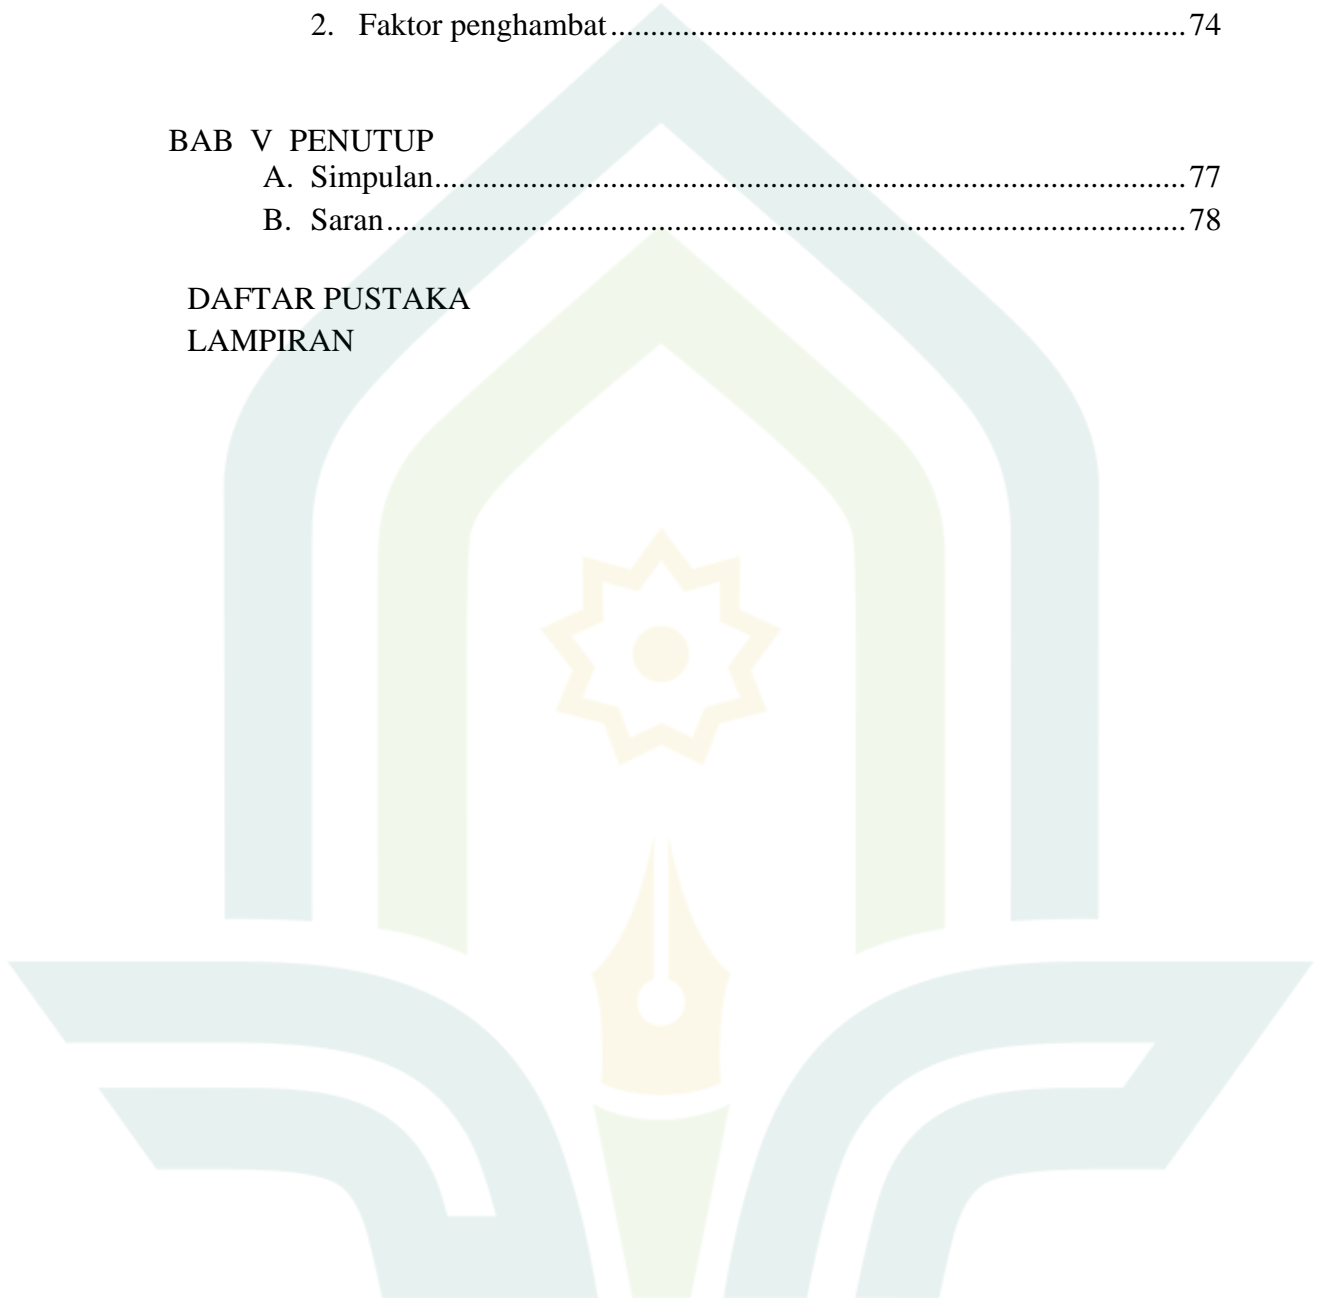 2. Faktor penghambat........................................................................74
BAB V PENUTUP
A. Simpulan..............................................................................................77
B. Saran....................................................................................................78
DAFTAR PUSTAKA
LAMPIRAN